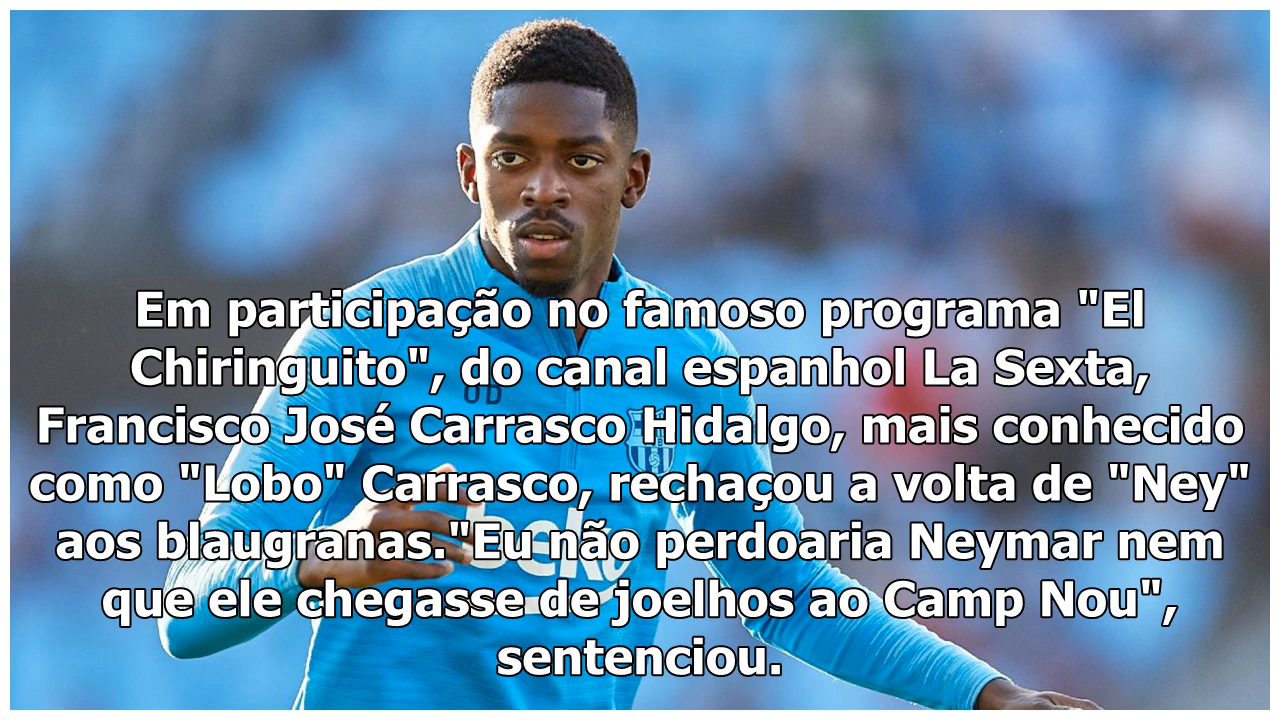 Em participação no famoso programa "El
Chiringuito", do canal espanhol La Sexta,
Francisco José Carrasco Hidalgo, mais conhecido
como "Lobo" Carrasco, rechaçou a volta de "Ney"
aos blaugranas."Eu não perdoaria Neymar nem
que ele chegasse de joelhos ao Camp Nou",
sentenciou.
OD
beko